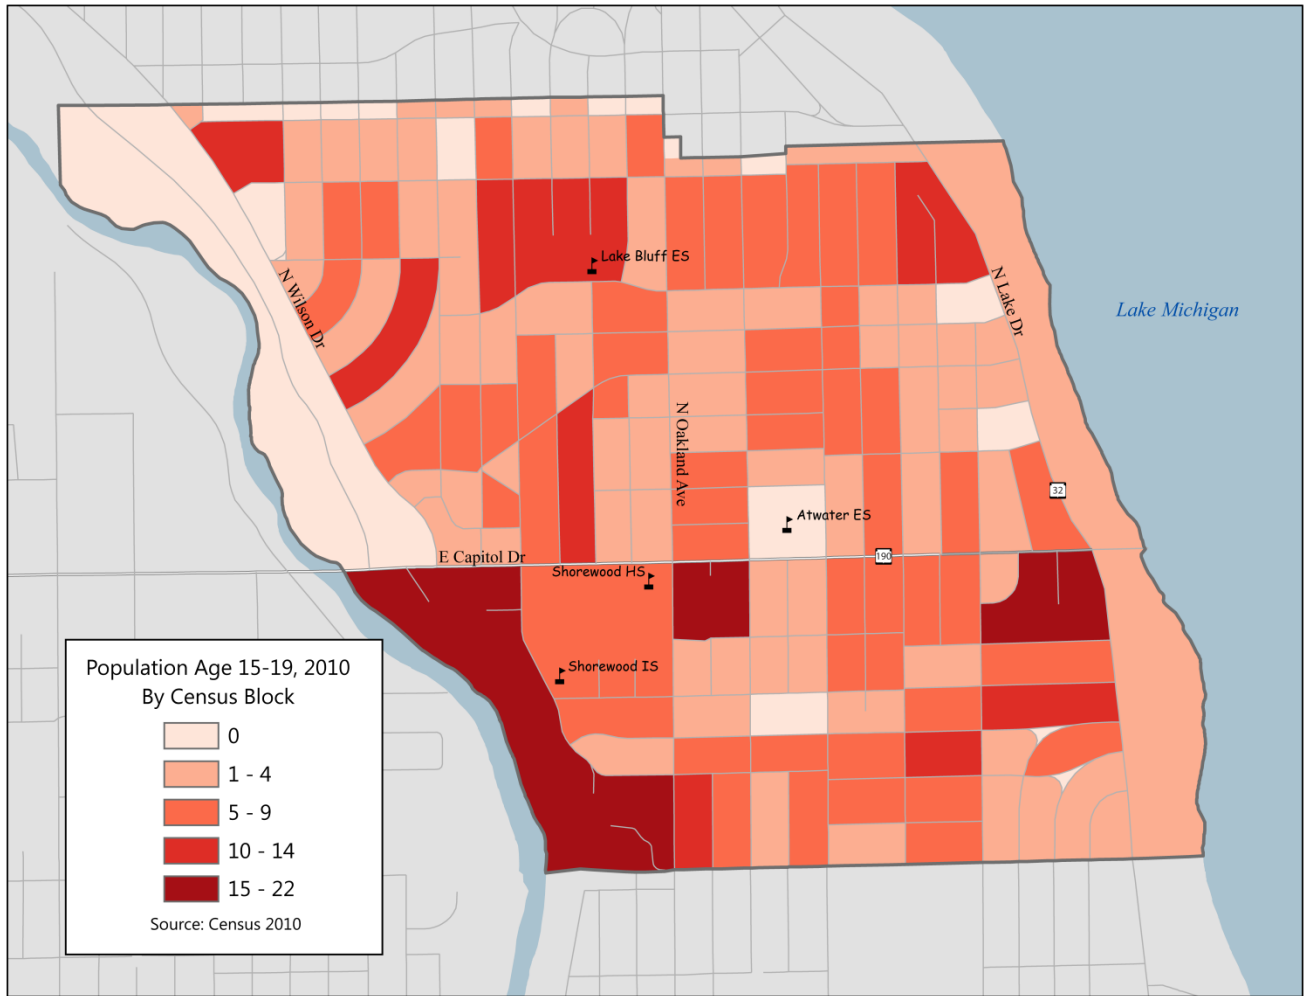 Lake Bluff ES
N Wilson Dr
N Lake Dr
Lake Michigan
N Oakland Ave
32
Atwater ES
E Capitol Dr
190
Shorewood HS
Shorewood IS
Population Age 15-19, 2010
By Census Block
0
1 - 4
5 - 9
10 - 14
15 - 22
Source: Census 2010